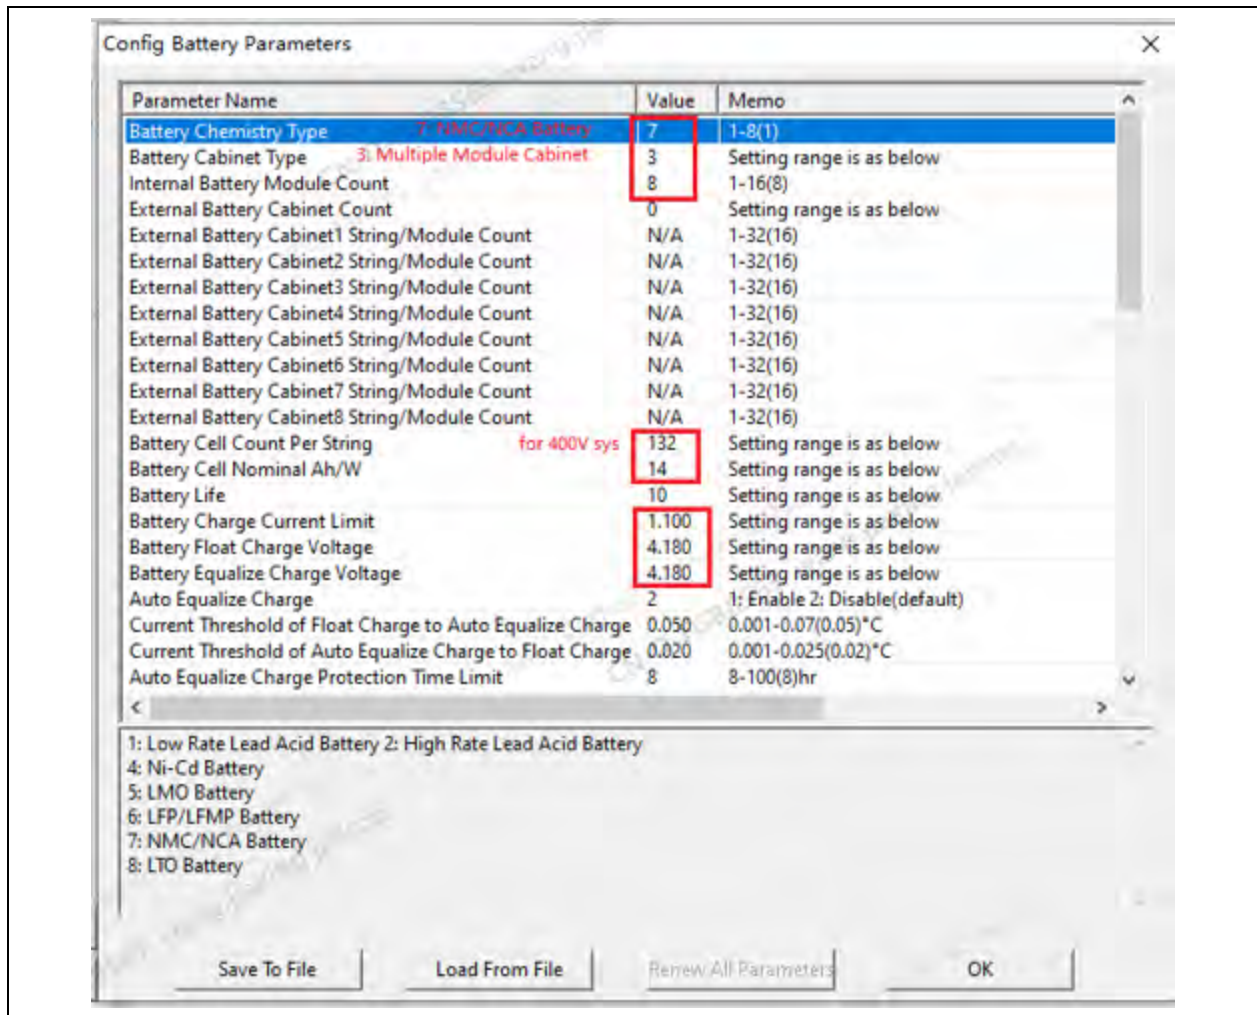 Config Battery Parameters
Parameter Name Value Memo
Battery Chemistry Type 7: NMC/NCA Battery 7 1-8(1)
Battery Cabinet Type 3: Multiple Module Cabinet 3 Setting range is as below
Internal Battery Module Count 8 1-16(8)
External Battery Cabinet Count 0 Setting range is as below
External Battery Cabinet1 String/Module Count N/A 1-32(16)
External Battery Cabinet2 String/Module Count N/A 1-32(16)
External Battery Cabinet3 String/Module Count N/A 1-32(16)
External Battery Cabinet4 String/Module Count N/A 1-32(16)
External Battery Cabinet5 String/Module Count N/A 1-32(16)
External Battery Cabinet6 String/Module Count N/A 1-32(16)
External Battery Cabinet7 String/Module Count N/A 1-32(16)
External Battery Cabinet8 String/Module Count N/A 1-32(16)
Battery Cell Count Per String for 400V sys 132 Setting range is as below
Battery Cell Nominal Ah/W 14 Setting range is as below
Battery Life 10 Setting range is as below
Battery Charge Current Limit 1.100 Setting range is as below
Battery Float Charge Voltage 4.180 Setting range is as below
Battery Equalize Charge Voltage 4.180 Setting range is as below
Auto Equalize Charge 2 1: Enable 2: Disable(default)
Current Threshold of Float Charge to Auto Equalize Charge 0.050 0.001-0.07(0.05)*C
Current Threshold of Auto Equalize Charge to Float Charge 0.020 0.001-0.025(0.02)*C
Auto Equalize Charge Protection Time Limit 8 8-100(8)hr
1: Low Rate Lead Acid Battery 2: High Rate Lead Acid Battery
4: Ni-Cd Battery
5: LMO Battery
6: LFP/LFMP Battery
7: NMC/NCA Battery
8: LTO Battery
Save To File Load From File Renew All Parameters OK